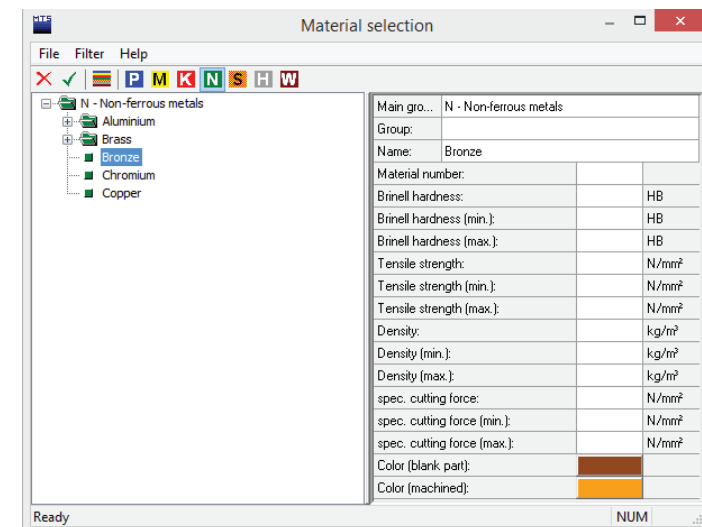 MTS
Material selection
File Filter Help
P M K N S H W
N - Non-ferrous metals
Aluminium
Brass
Bronze
Chromium
Copper
Main gro... N - Non-ferrous metals
Group:
Name: Bronze
Material number:
Brinell hardness: HB
Brinell hardness (min.): HB
Brinell hardness (max.): HB
Tensile strength: N/mm²
Tensile strength (min.): N/mm²
Tensile strength (max.): N/mm²
Density: kg/m³
Density (min.): kg/m³
Density (max.): kg/m³
spec. cutting force: N/mm²
spec. cutting force (min.): N/mm²
spec. cutting force (max.): N/mm²
Color (blank part):
Color (machined):
Ready NUM